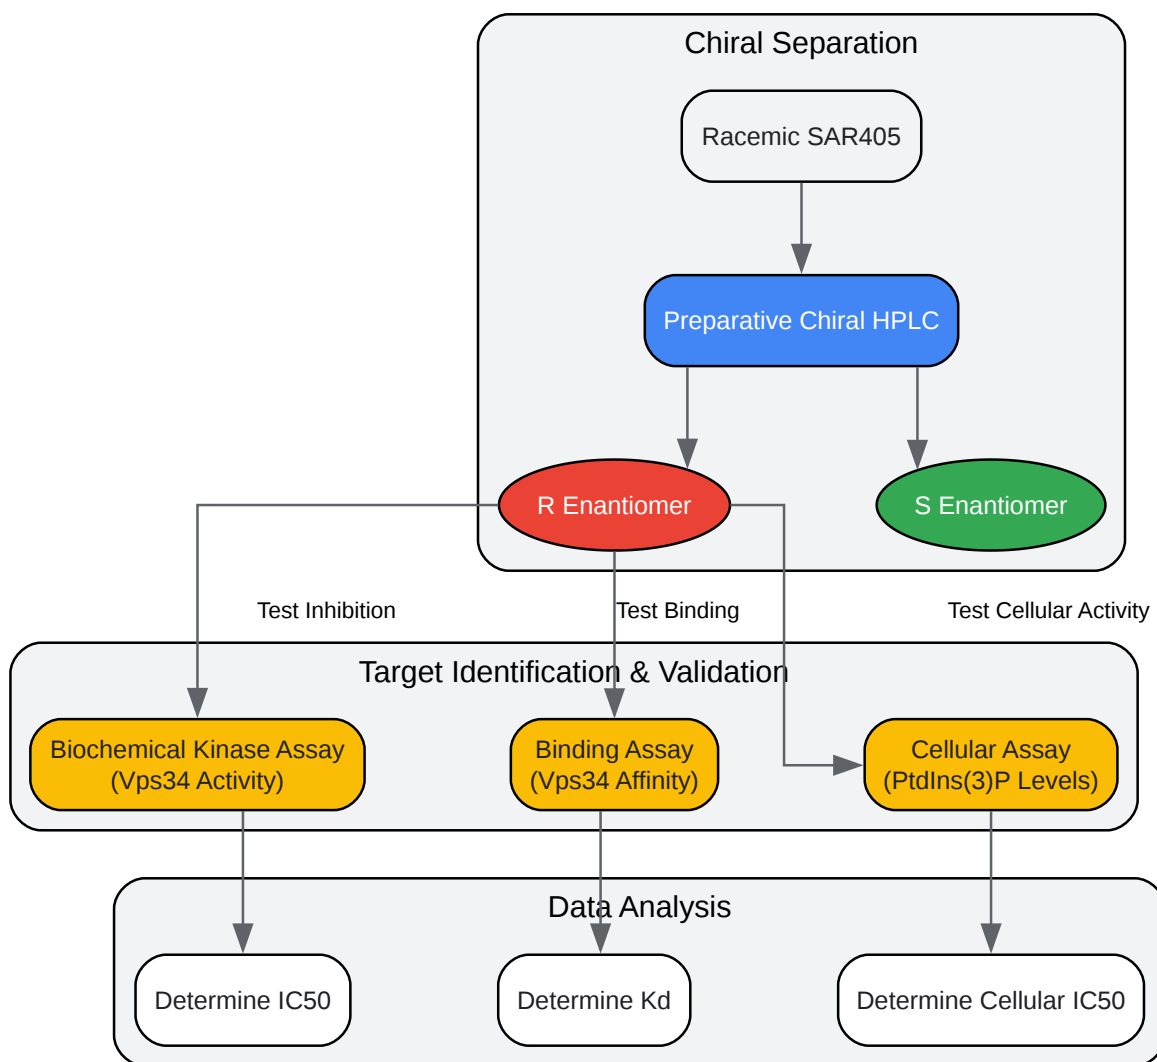 Chiral Separation
Racemic SAR405
Preparative Chiral HPLC
R Enantiomer
S Enantiomer
Test Inhibition
Test Binding
Test Cellular Activity
Target Identification & Validation
Biochemical Kinase Assay
(Vps34 Activity)
Binding Assay
(Vps34 Affinity)
Cellular Assay
(PtdIns(3)P Levels)
Data Analysis
Determine IC50
Determine Kd
Determine Cellular IC50